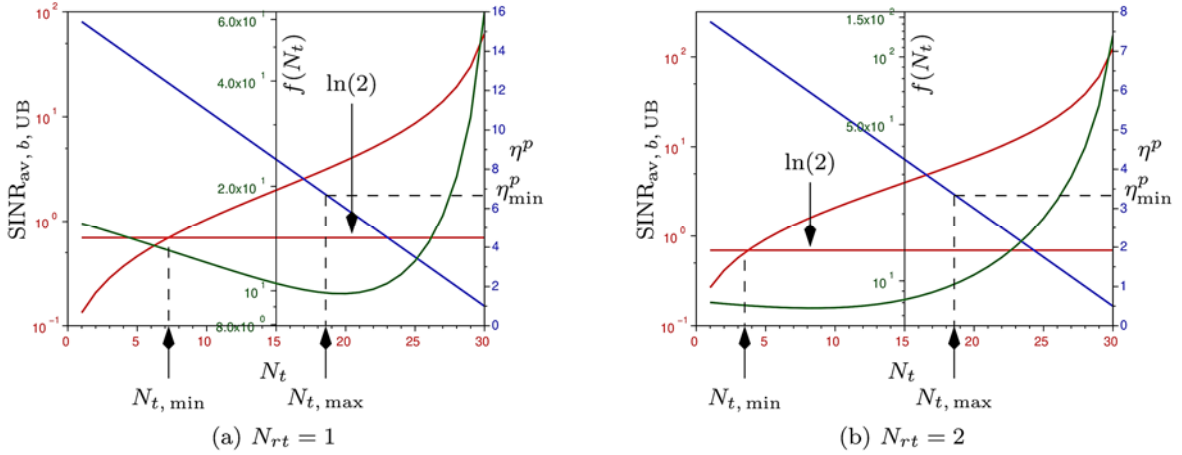 10^2
10^1
10^0
10^-1
SINR_av, b, UB
6.0x10^1
4.0x10^1
2.0x10^1
10^1
8.0x10^0
f(N_t)
ln(2)
16
14
12
10
8
6
4
2
0
η^p
η^p_min
0 5 10 15 20 25 30
N_t
N_t, min
N_t, max
(a) N_rt = 1
10^2
10^1
10^0
10^-1
SINR_av, b, UB
1.5x10^2
10^2
5.0x10^1
10^1
f(N_t)
ln(2)
8
7
6
5
4
3
2
1
0
η^p
η^p_min
0 5 10 15 20 25 30
N_t
N_t, min
N_t, max
(b) N_rt = 2